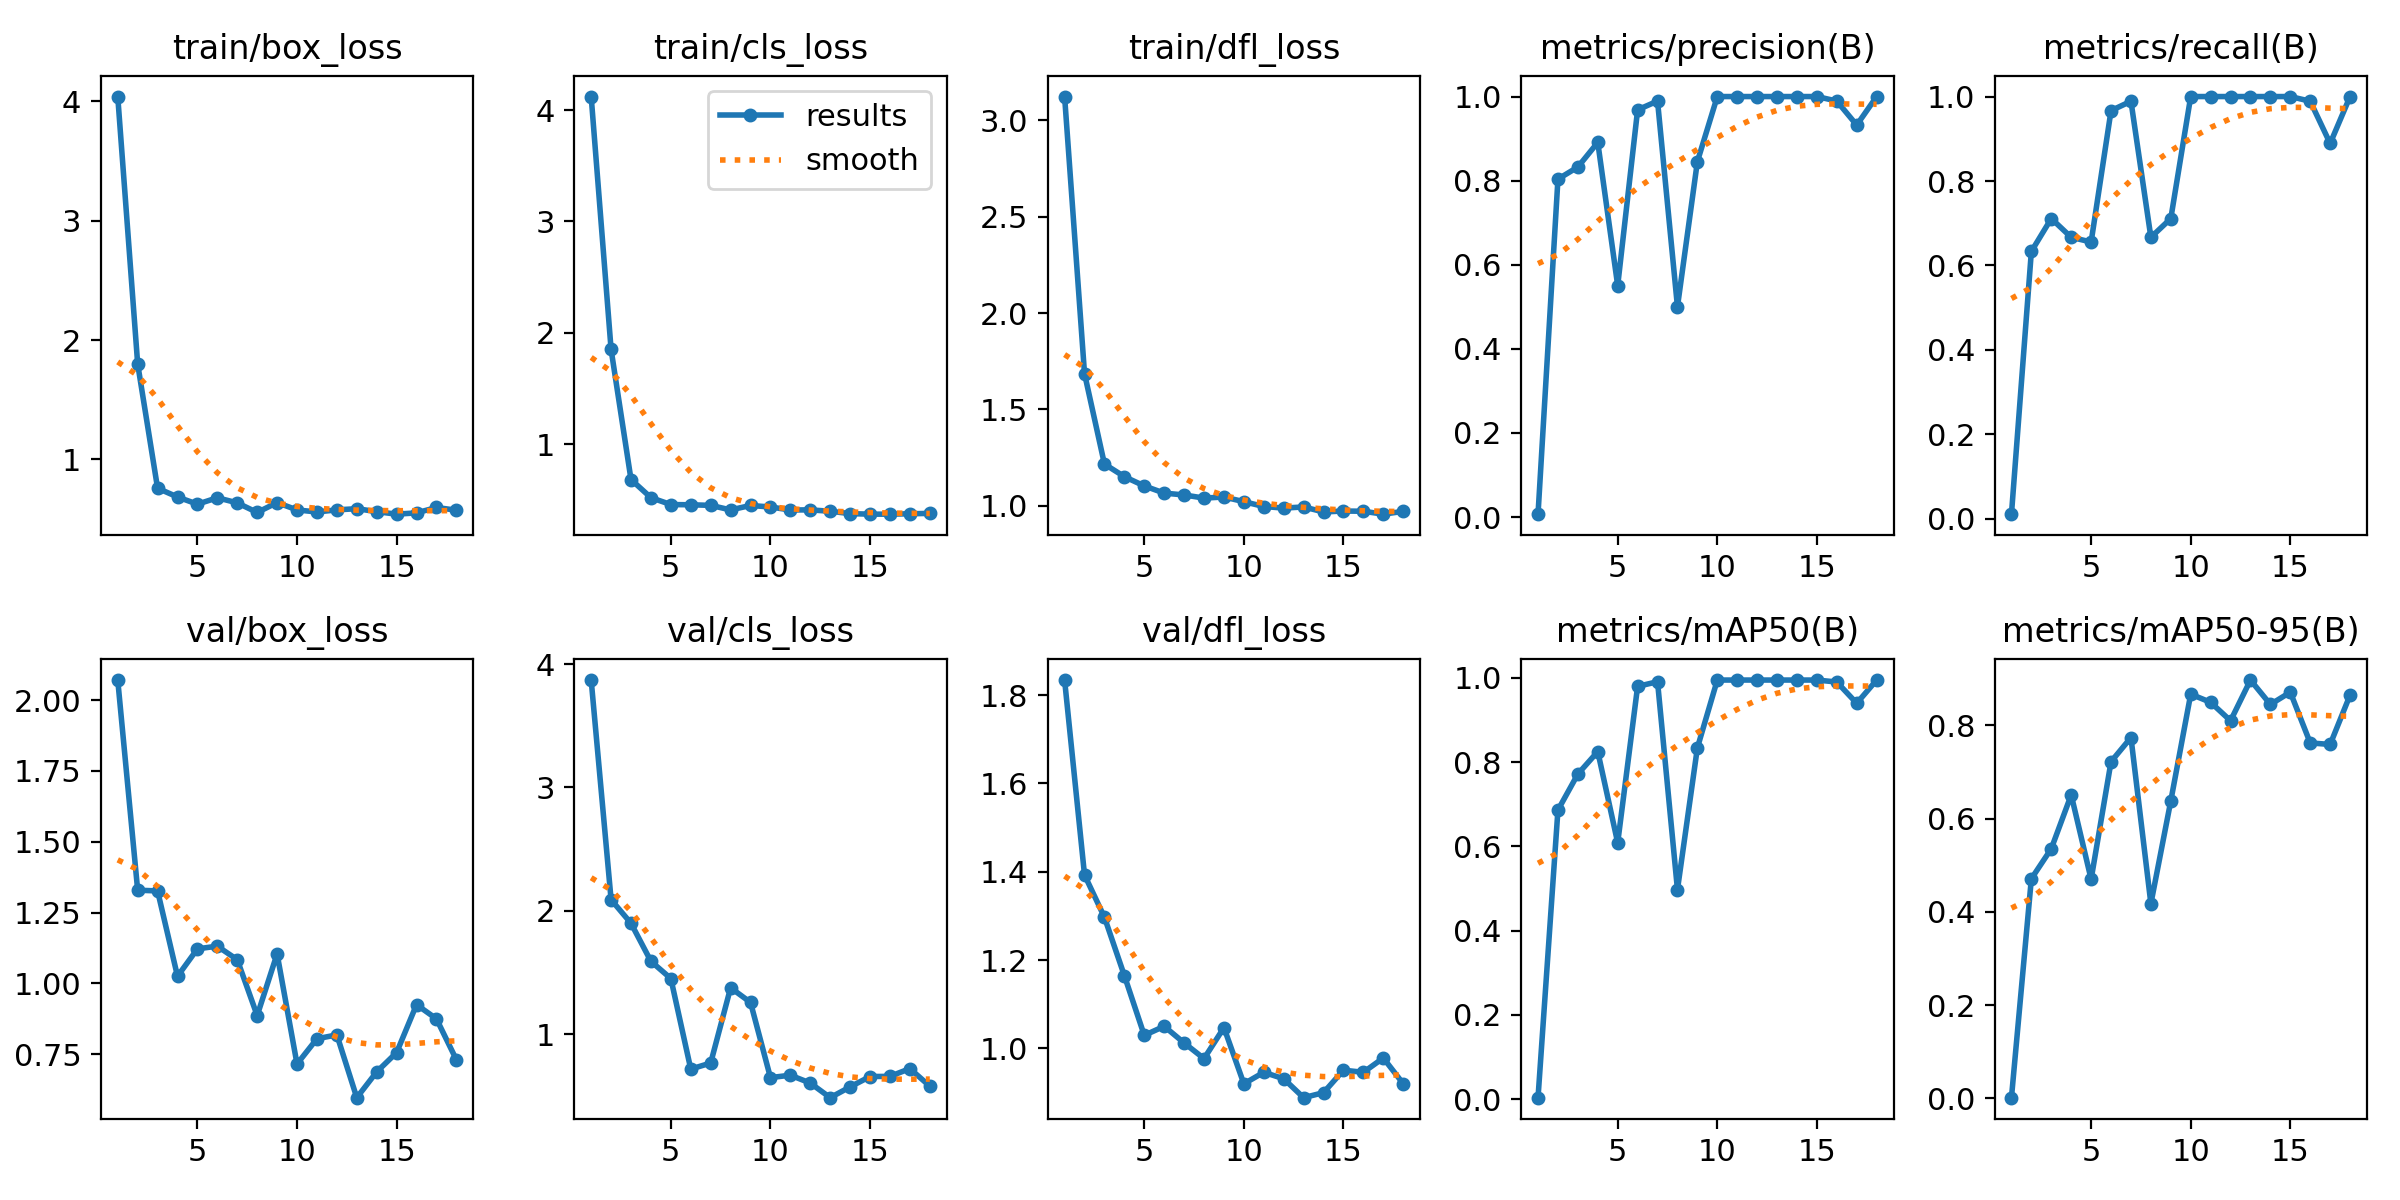 train/box_loss
4
3
2
1
5 10 15
train/cls_loss
results
smooth
4
3
2
1
5 10 15
train/dfl_loss
3.0
2.5
2.0
1.5
1.0
5 10 15
metrics/precision(B)
1.0
0.8
0.6
0.4
0.2
0.0
5 10 15
metrics/recall(B)
1.0
0.8
0.6
0.4
0.2
0.0
5 10 15
val/box_loss
2.00
1.75
1.50
1.25
1.00
0.75
5 10 15
val/cls_loss
4
3
2
1
5 10 15
val/dfl_loss
1.8
1.6
1.4
1.2
1.0
5 10 15
metrics/mAP50(B)
1.0
0.8
0.6
0.4
0.2
0.0
5 10 15
metrics/mAP50-95(B)
0.8
0.6
0.4
0.2
0.0
5 10 15